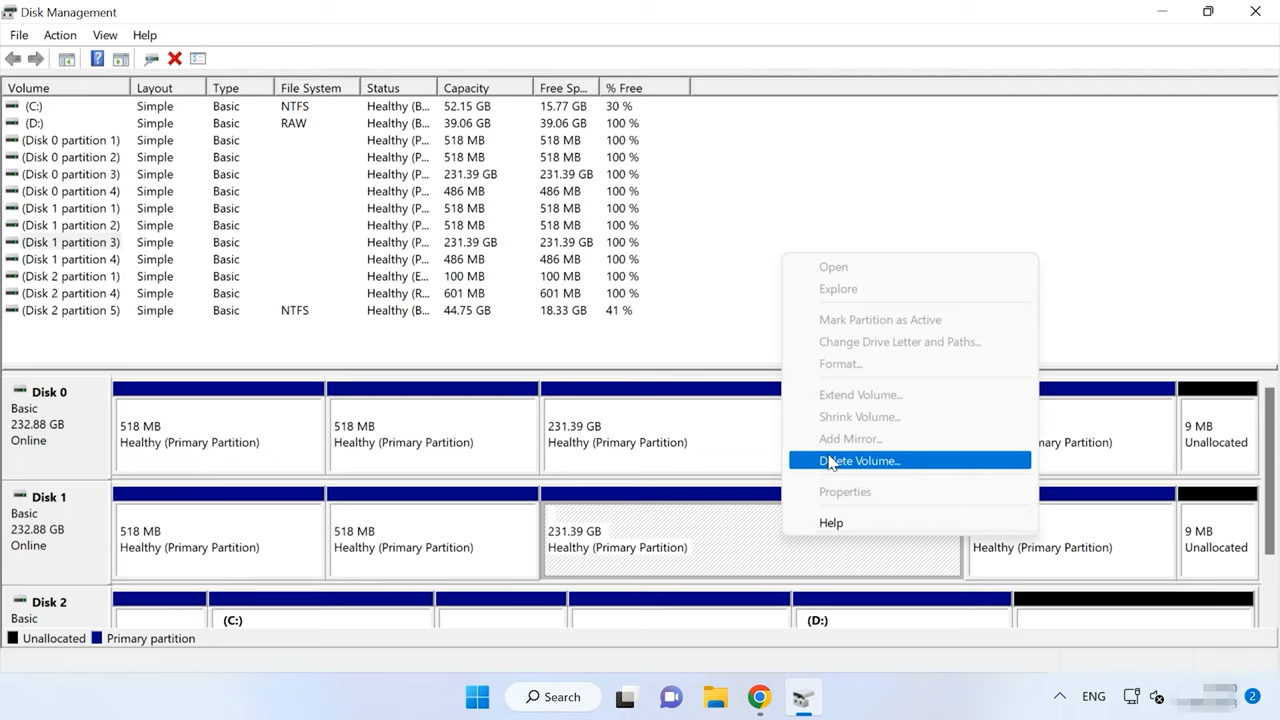 Disk Management
File Action View Help
Volume Layout Type File System Status Capacity Free Sp... % Free
(C:) Simple Basic NTFS Healthy (B... 52.15 GB 15.77 GB 30 %
(D:) Simple Basic RAW Healthy (B... 39.06 GB 39.06 GB 100 %
(Disk 0 partition 1) Simple Basic Healthy (P... 518 MB 518 MB 100 %
(Disk 0 partition 2) Simple Basic Healthy (P... 518 MB 518 MB 100 %
(Disk 0 partition 3) Simple Basic Healthy (P... 231.39 GB 231.39 GB 100 %
(Disk 0 partition 4) Simple Basic Healthy (P... 486 MB 486 MB 100 %
(Disk 1 partition 1) Simple Basic Healthy (P... 518 MB 518 MB 100 %
(Disk 1 partition 2) Simple Basic Healthy (P... 518 MB 518 MB 100 %
(Disk 1 partition 3) Simple Basic Healthy (P... 231.39 GB 231.39 GB 100 %
(Disk 1 partition 4) Simple Basic Healthy (P... 486 MB 486 MB 100 %
(Disk 2 partition 1) Simple Basic Healthy (E... 100 MB 100 MB 100 %
(Disk 2 partition 4) Simple Basic Healthy (R... 601 MB 601 MB 100 %
(Disk 2 partition 5) Simple Basic NTFS Healthy (B... 44.75 GB 18.33 GB 41 %
Open
Explore
Mark Partition as Active
Change Drive Letter and Paths...
Format...
Extend Volume...
Shrink Volume...
Add Mirror...
Delete Volume...
Properties
Help
Disk 0
Basic
232.88 GB
Online
518 MB
Healthy (Primary Partition)
518 MB
Healthy (Primary Partition)
231.39 GB
Healthy (Primary Partition)
nary Partition)
9 MB
Unallocated
Disk 1
Basic
232.88 GB
Online
518 MB
Healthy (Primary Partition)
518 MB
Healthy (Primary Partition)
231.39 GB
Healthy (Primary Partition)
Healthy (Primary Partition)
9 MB
Unallocated
Disk 2
Basic
(C:)
(D:)
Unallocated Primary partition
Search
ENG
2